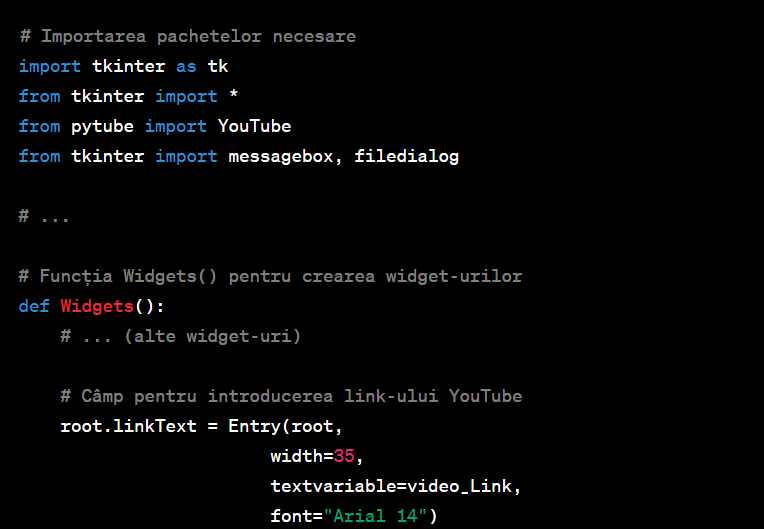 # Importarea pachetelor necesare
import tkinter as tk
from tkinter import *
from pytube import YouTube
from tkinter import messagebox, filedialog
# ...
# Funcția Widgets() pentru crearea widget-urilor
def Widgets():
# ... (alte widget-uri)
# Câmp pentru introducerea link-ului YouTube
root.linkText = Entry(root,
width=35,
textvariable=video_Link,
font="Arial 14")